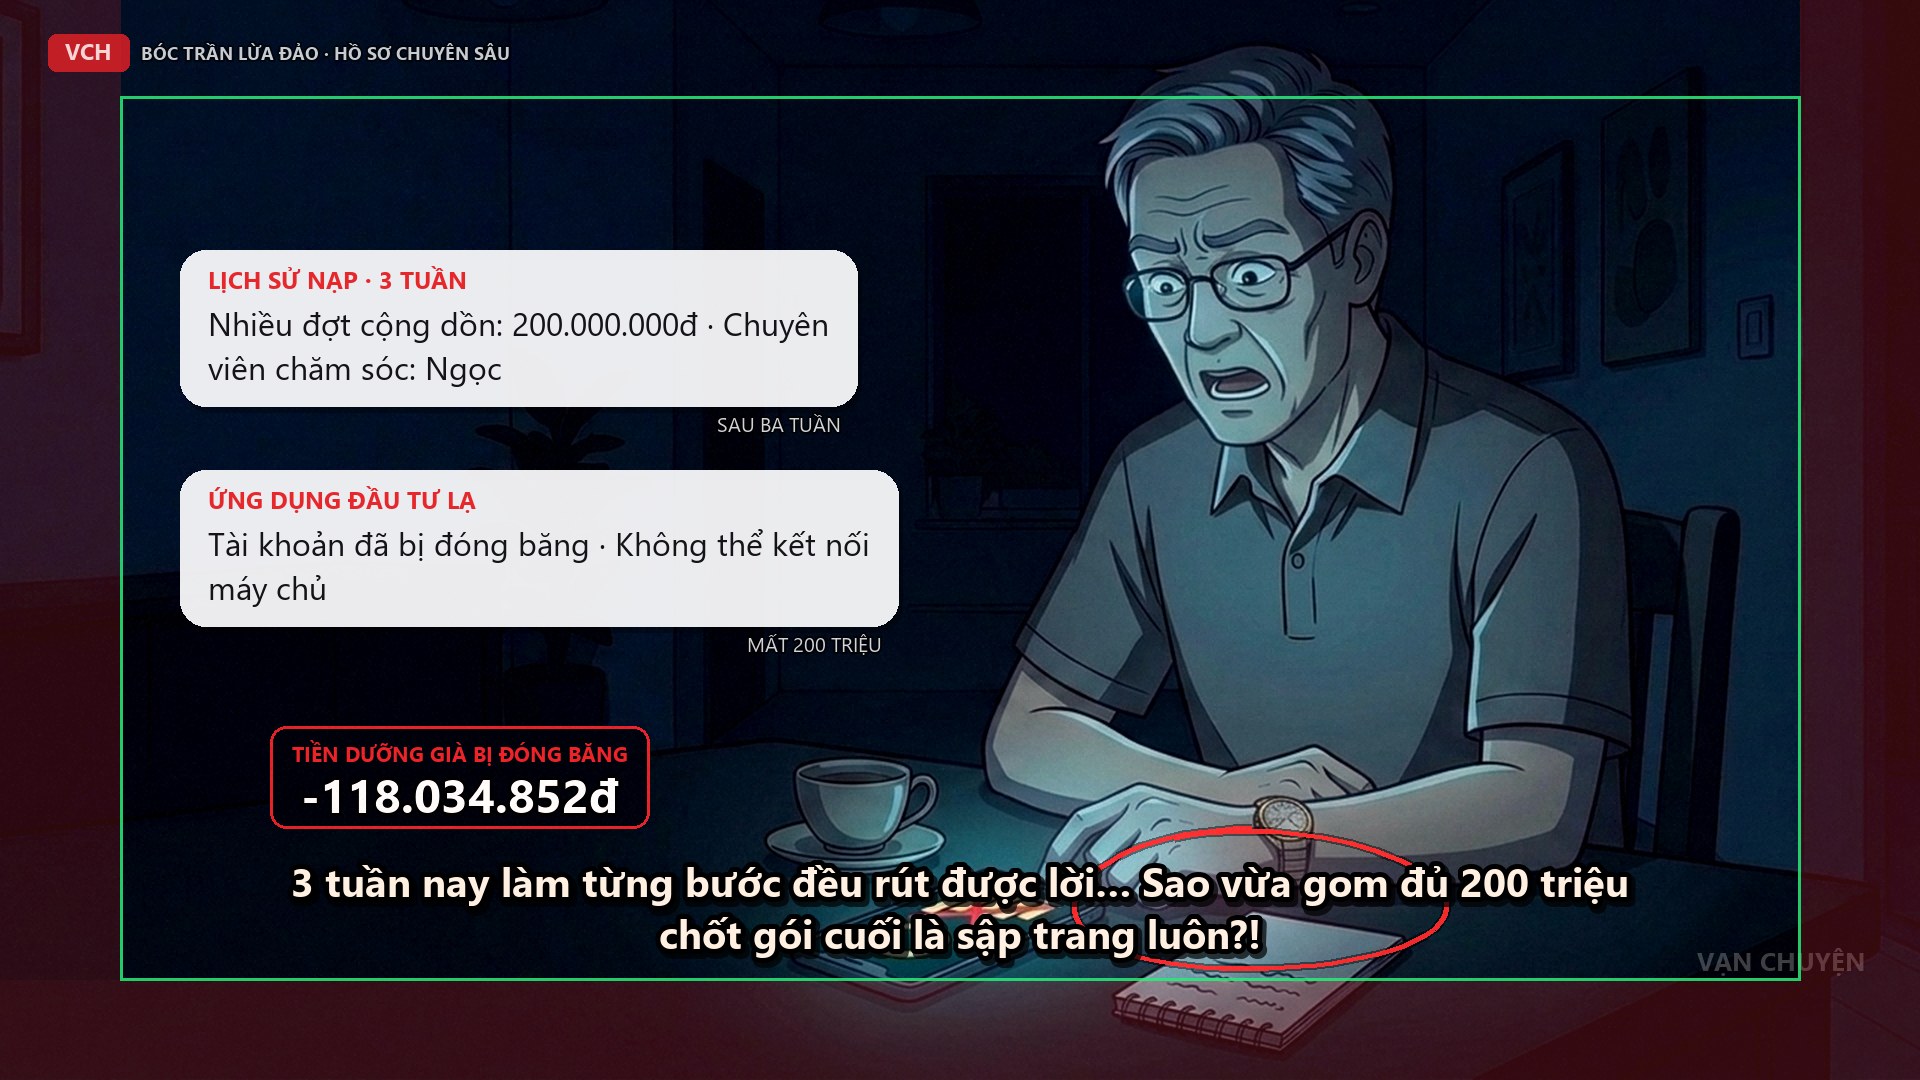 VCH BÓC TRẦN LỪA ĐẢO · HỒ SƠ CHUYÊN SÂU
LỊCH SỬ NẠP · 3 TUẦN
Nhiều đợt cộng dồn: 200.000.000đ · Chuyên
viên chăm sóc: Ngọc
SAU BA TUẦN
ỨNG DỤNG ĐẦU TƯ LẠ
Tài khoản đã bị đóng băng · Không thể kết nối
máy chủ
MẤT 200 TRIỆU
TIỀN DƯỠNG GIÀ BỊ ĐÓNG BĂNG
-118.034.852đ
3 tuần nay làm từng bước đều rút được lời... Sao vừa gom đủ 200 triệu
chốt gói cuối là sập trang luôn?!
VẠN CHUYỆN